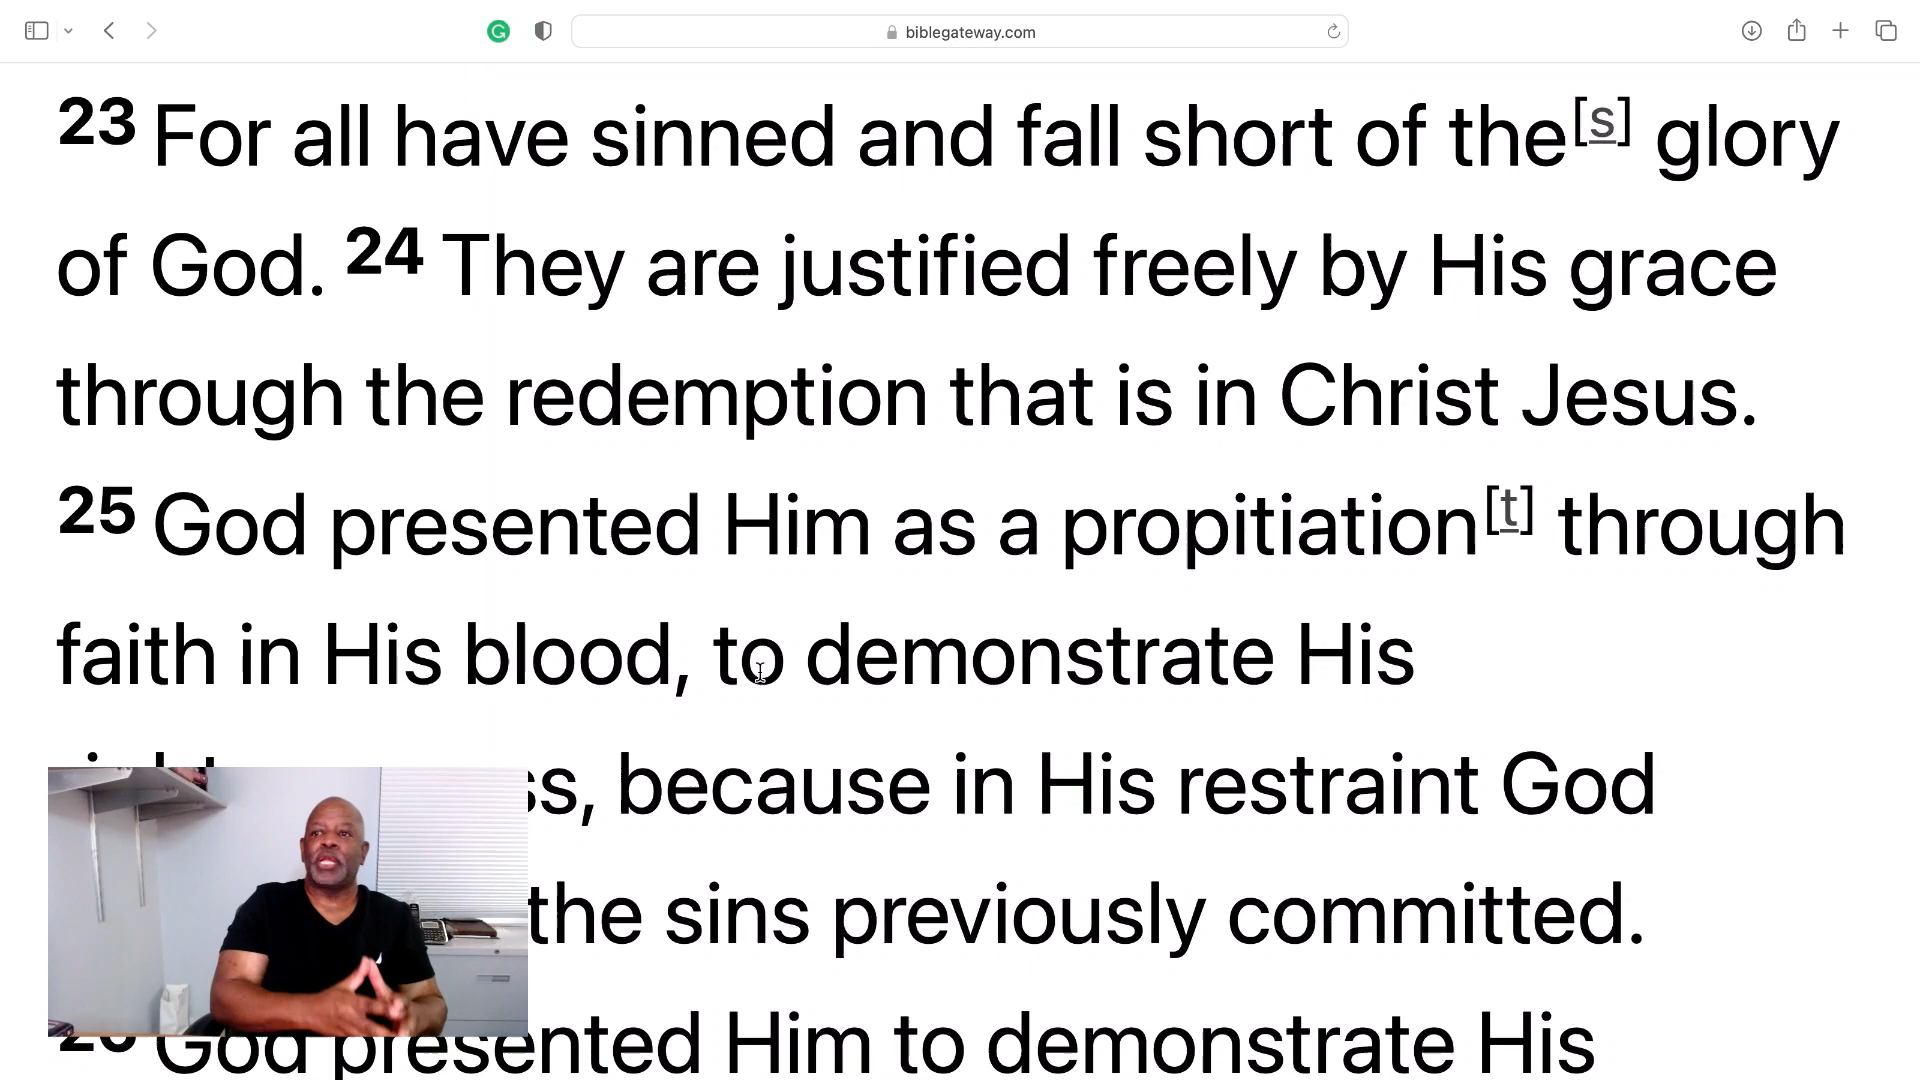 biblegateway.com
23 For all have sinned and fall short of the[s] glory
of God. 24 They are justified freely by His grace
through the redemption that is in Christ Jesus.
25 God presented Him as a propitiation[t] through
faith in His blood, to demonstrate His
because in His restraint God
the sins previously committed.
God presented Him to demonstrate His